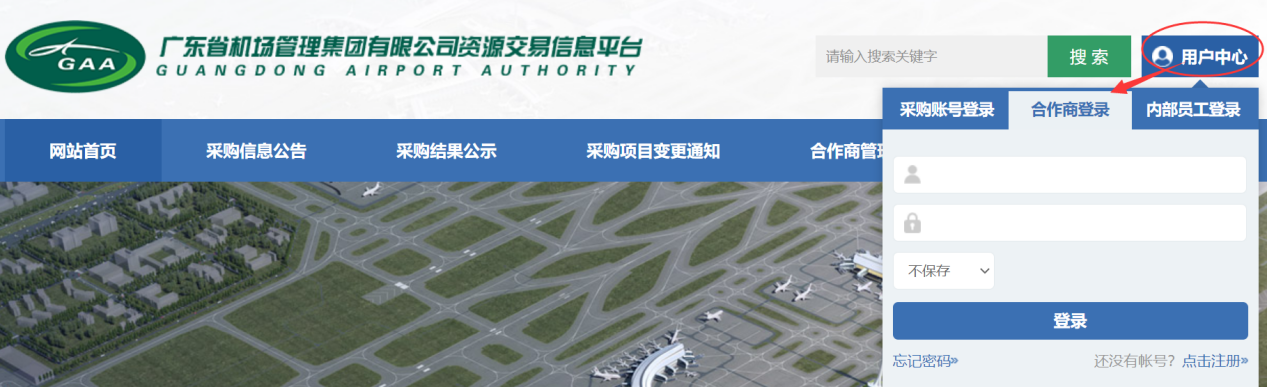 广东省机场管理集团有限公司资源交易信息平台
GAA
GUANGDONG AIRPORT AUTHORITY
请输入搜索关键字
搜 索
用户中心
采购账号登录
合作商登录
内部员工登录
网站首页
采购信息公告
采购结果公示
采购项目变更通知
合作商管
不保存
登录
忘记密码»
还没有帐号? 点击注册»